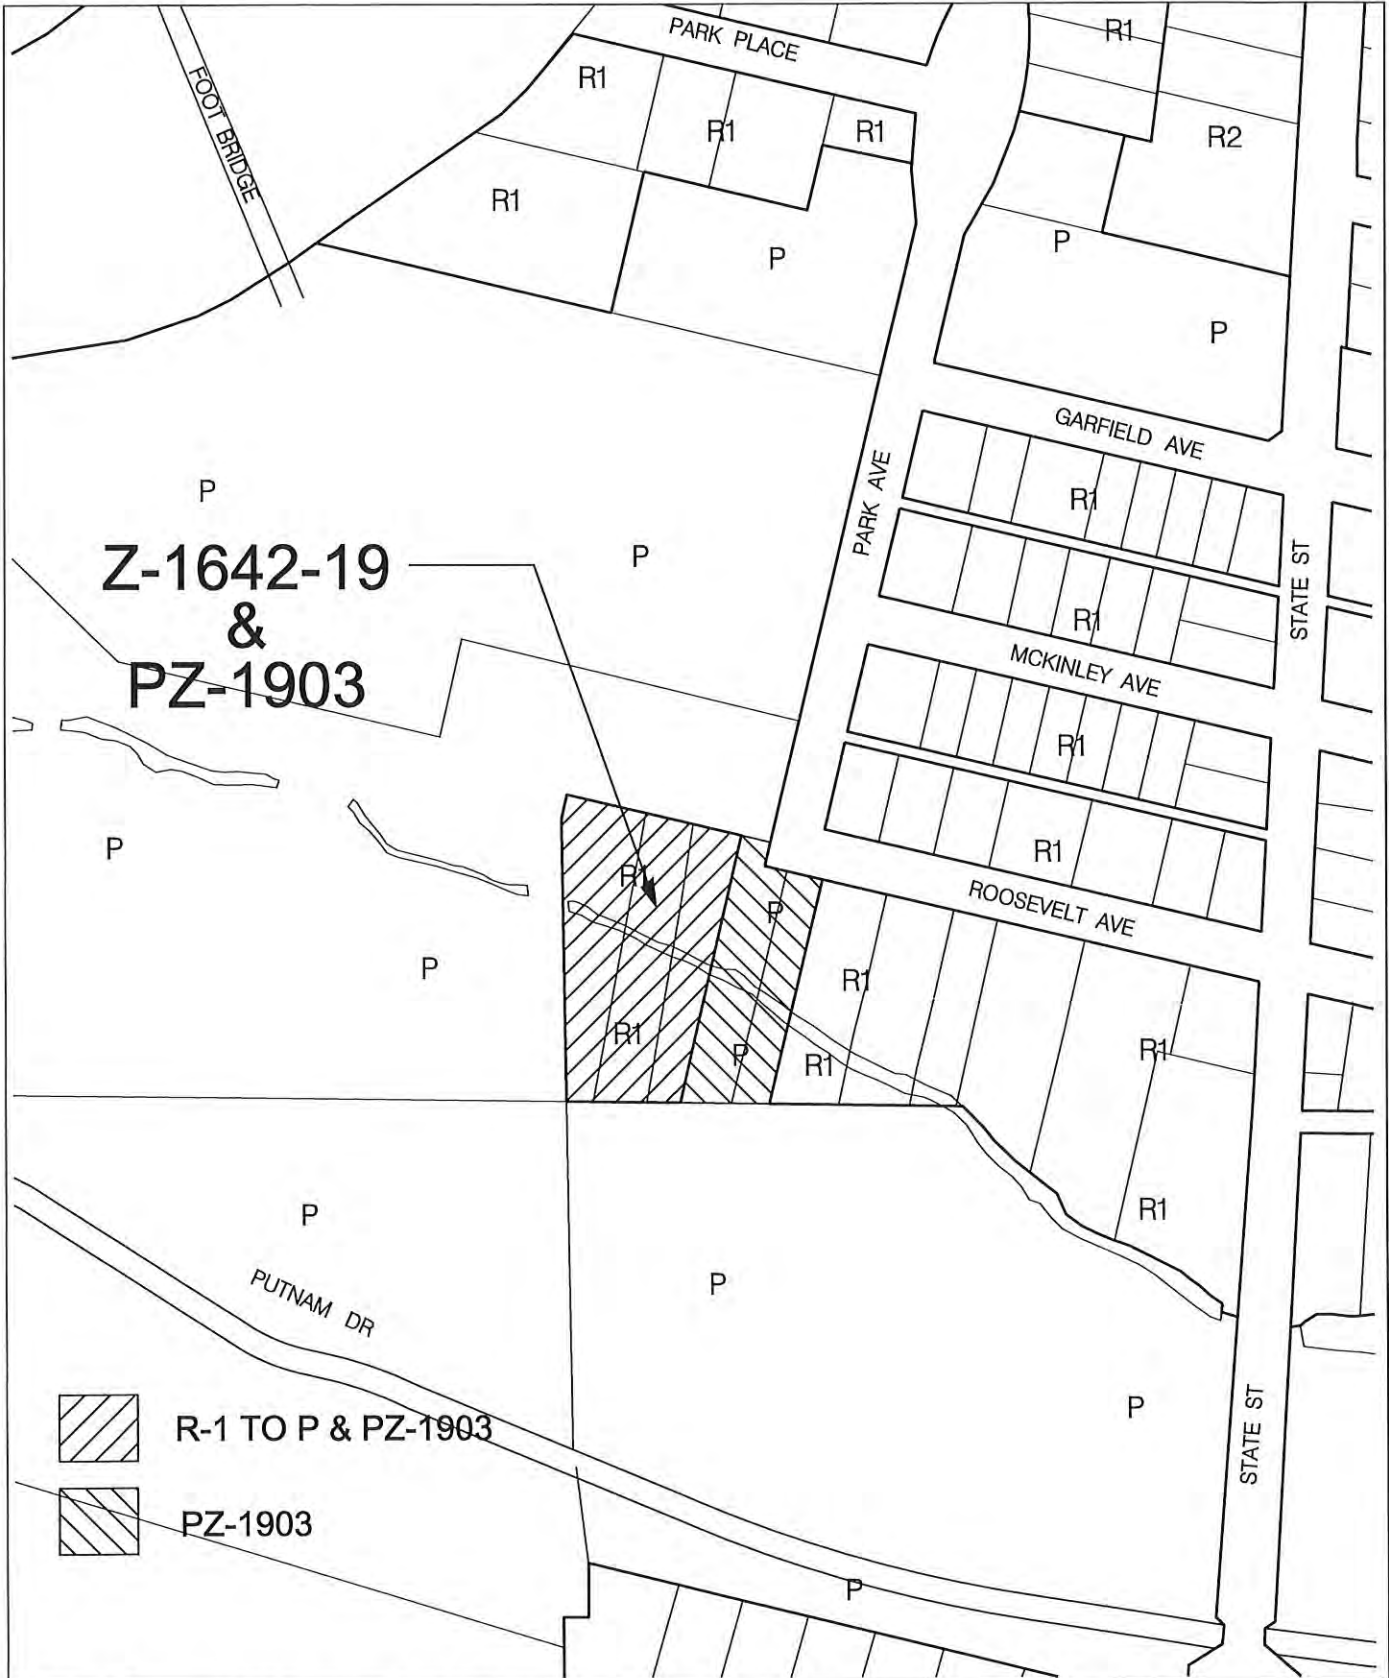 PARK PLACE
R1
R1
FOOT BRIDGE
R1
R1
R2
R1
P
P
P
GARFIELD AVE
PARK AVE
P
R1
Z-1642-19
&
PZ-1903
P
STATE ST
R1
MCKINLEY AVE
R1
P
R1
R1
ROOSEVELT AVE
P
P
R1
R1
R1
P
R1
R1
P
R1
PUTNAM DR
P
R-1 TO P & PZ-1903
P
STATE ST
PZ-1903
P